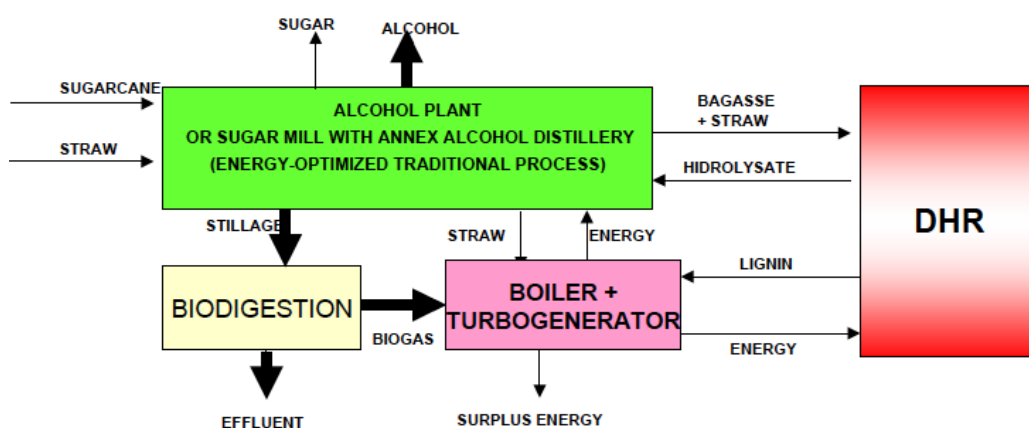 SUGAR
ALCOHOL
SUGARCANE
STRAW
ALCOHOL PLANT
OR SUGAR MILL WITH ANNEX ALCOHOL DISTILLERY
(ENERGY-OPTIMIZED TRADITIONAL PROCESS)
BAGASSE
+ STRAW
HIDROLYSATE
DHR
STILLAGE
STRAW
ENERGY
LIGNIN
BIODIGESTION
BIOGAS
BOILER +
TURBOGENERATOR
ENERGY
EFFLUENT
SURPLUS ENERGY